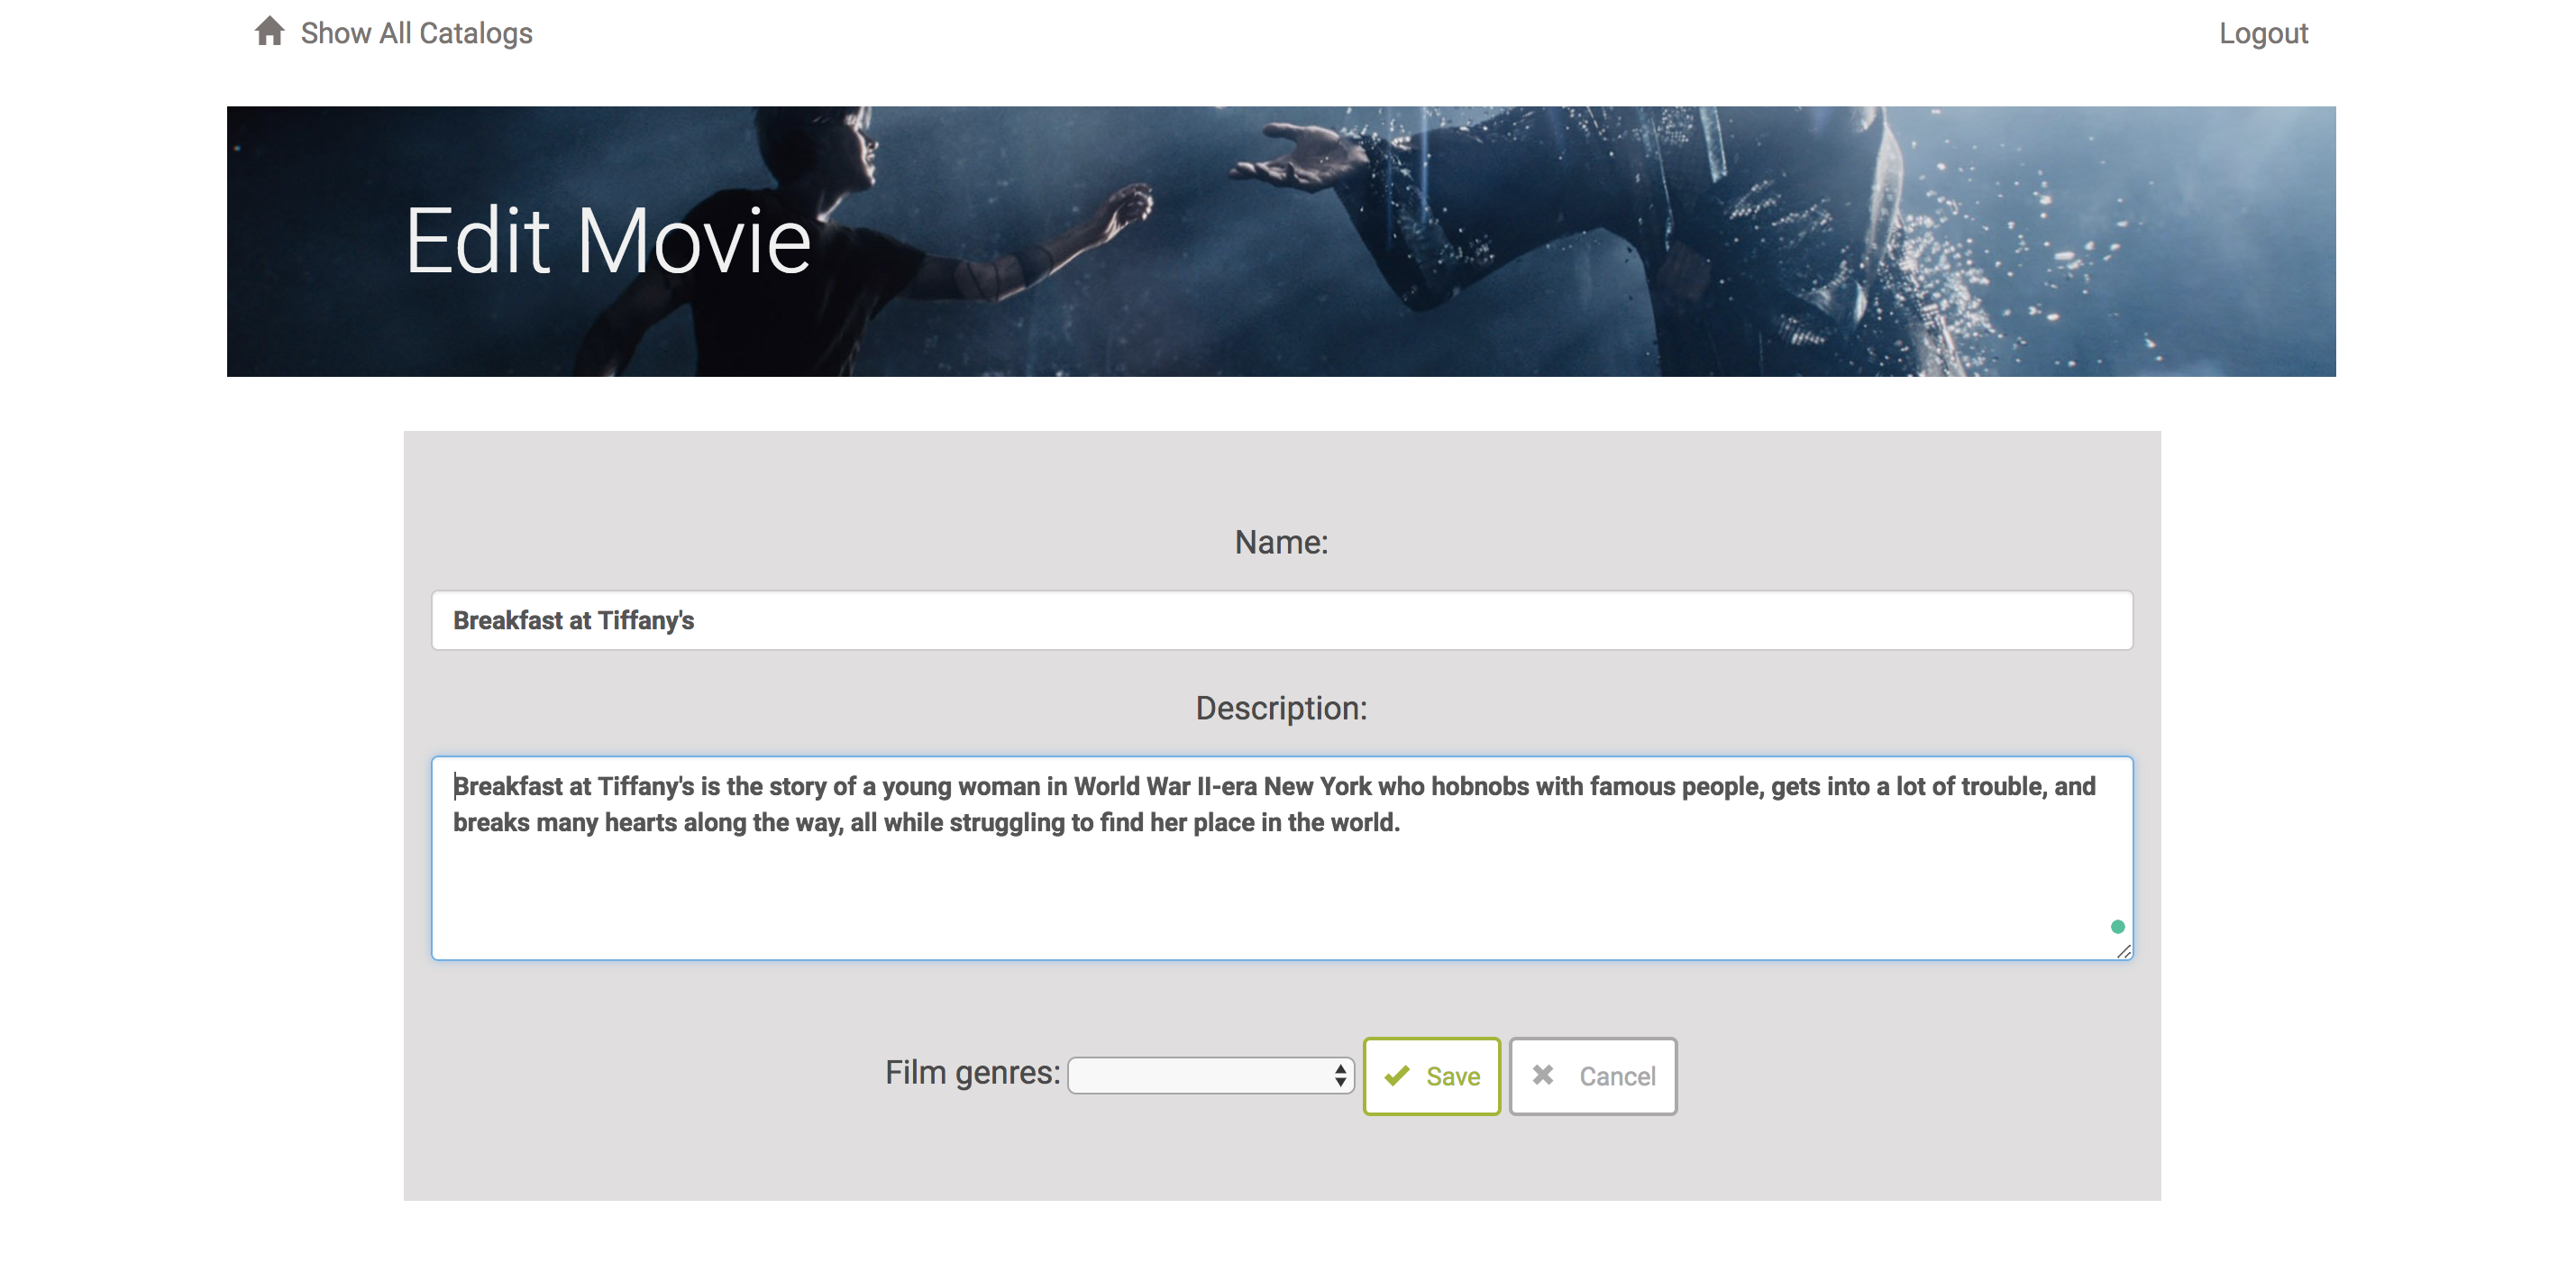 Show All Catalogs
Logout
Edit Movie
Name:
Breakfast at Tiffany's
Description:
Breakfast at Tiffany's is the story of a young woman in World War II-era New York who hobnobs with famous people, gets into a lot of trouble, and
breaks many hearts along the way, all while struggling to find her place in the world.
Film genres:
Save
Cancel